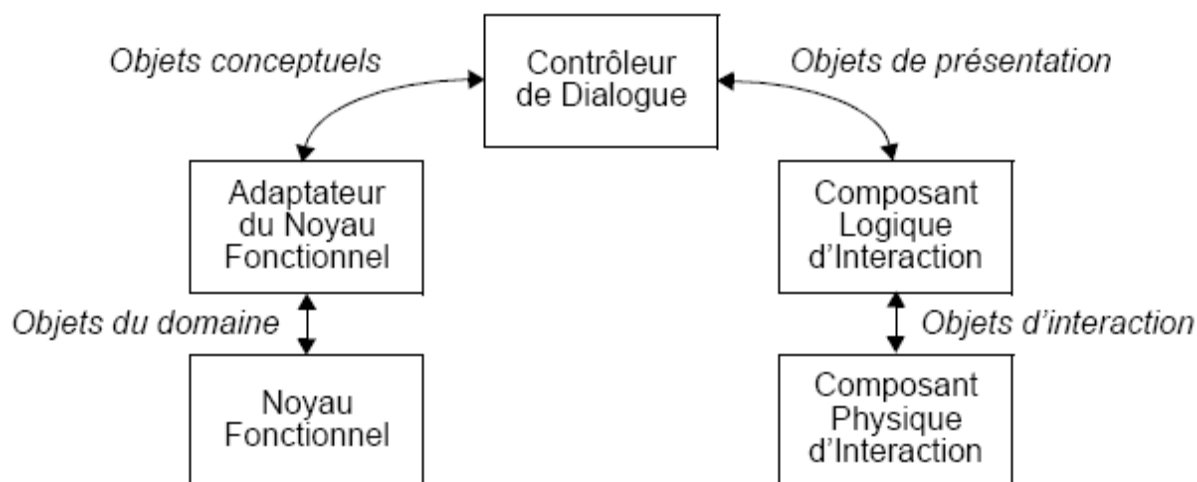 Objets conceptuels
Contrôleur
de Dialogue
Objets de présentation
Adaptateur
du Noyau
Fonctionnel
Composant
Logique
d'Interaction
Objets du domaine
Objets d'interaction
Noyau
Fonctionnel
Composant
Physique
d'Interaction